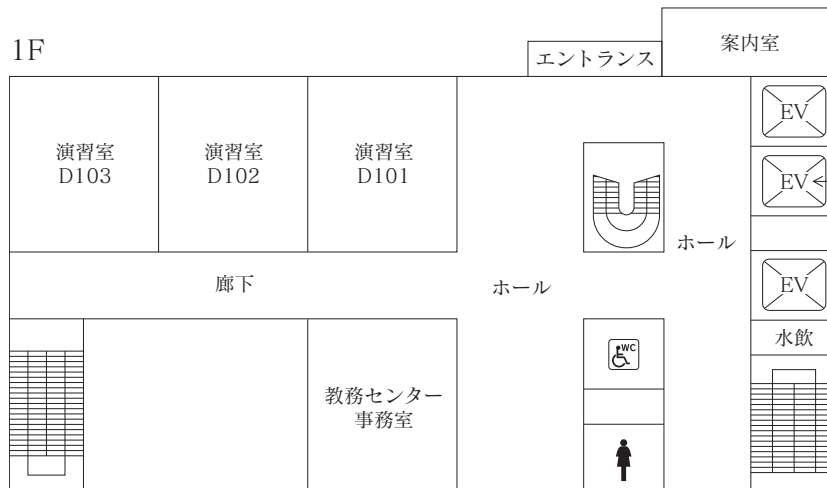 1F
エントランス
案内室
演習室
D103
演習室
D102
演習室
D101
EV
EV
ホール
廊下
ホール
EV
WC
水飲
教務センター
事務室